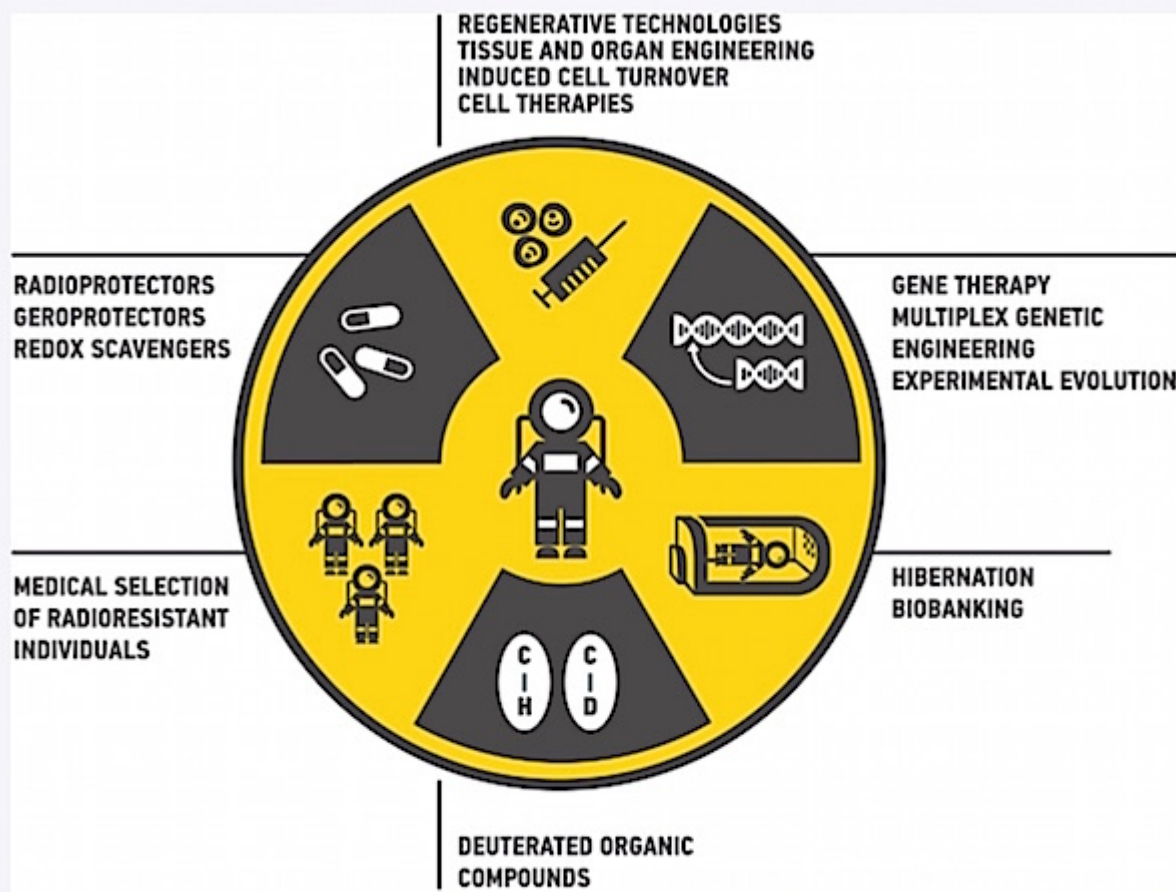 REGENERATIVE TECHNOLOGIES
TISSUE AND ORGAN ENGINEERING
INDUCED CELL TURNOVER
CELL THERAPIES
RADIOPROTECTORS
GEROPROTECTORS
REDOX SCAVENGERS
GENE THERAPY
MULTIPLEX GENETIC
ENGINEERING
EXPERIMENTAL EVOLUTION
MEDICAL SELECTION
OF RADIORESISTANT
INDIVIDUALS
HIBERNATION
BIOBANKING
C
H
C
D
DEUTERATED ORGANIC
COMPOUNDS